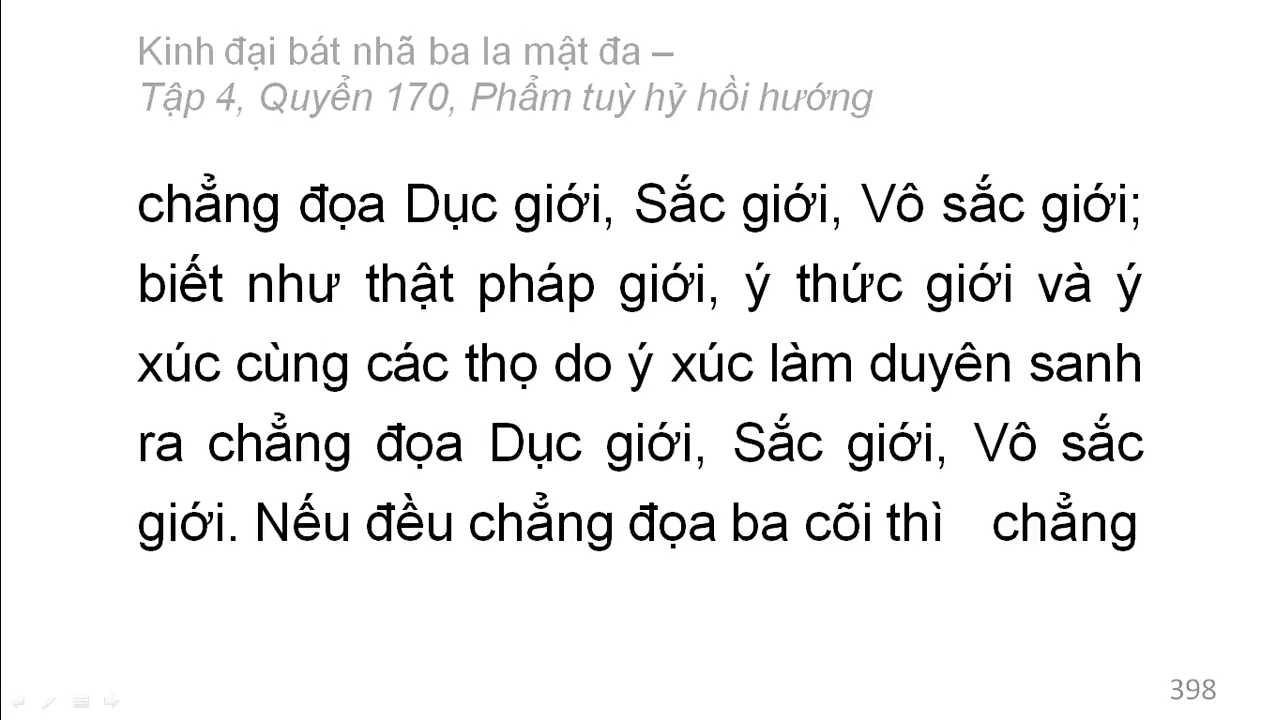 Kinh đại bát nhã ba la mật đa –
Tập 4, Quyển 170, Phẩm tuỳ hỷ hồi hướng
chẳng đọa Dục giới, Sắc giới, Vô sắc giới;
biết như thật pháp giới, ý thức giới và ý
xúc cùng các thọ do ý xúc làm duyên sanh
ra chẳng đọa Dục giới, Sắc giới, Vô sắc
giới. Nếu đều chẳng đọa ba cõi thì chẳng
398